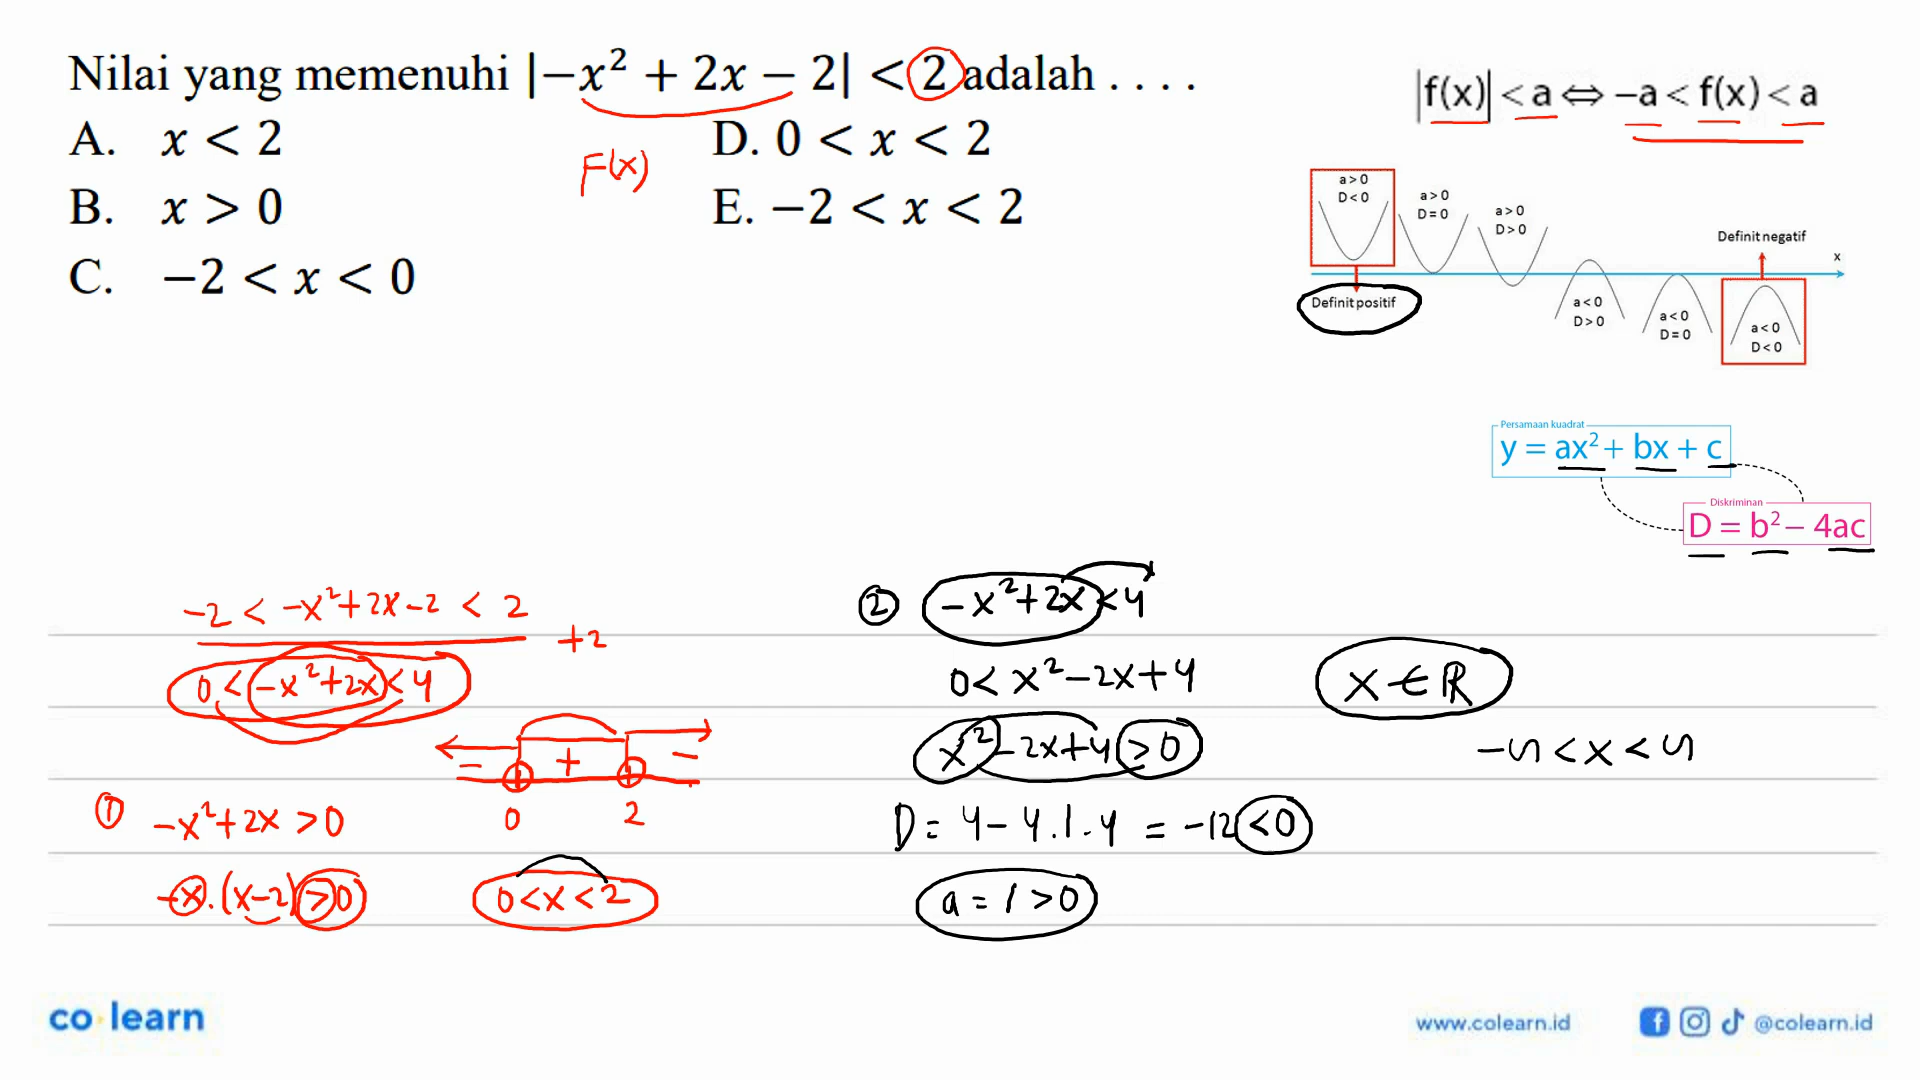 Nilai yang memenuhi |−x² + 2x − 2| < 2 adalah . . . .
A. x < 2
B. x > 0
C. −2 < x < 0
D. 0 < x < 2
E. −2 < x < 2
F(x)
|f(x)| < a ⇔ −a < f(x) < a
a > 0
D < 0
a > 0
D = 0
a > 0
D > 0
Definit negatif
x
Definit positif
a < 0
D > 0
a < 0
D = 0
a < 0
D < 0
Persamaan kuadrat
y = ax² + bx + c
Diskriminan
D = b² − 4ac
−2 < −x²+2x−2 < 2
+2
0 < −x²+2x < 4
− + −
0 2
① −x²+2x > 0
−x.(x−2) > 0
0 < x < 2
② −x²+2x < 4
0 < x²−2x+4
x²−2x+4 > 0
D = 4 − 4.1.4 = −12 < 0
a = 1 > 0
x ∈ ℝ
−∽ < x < ∽
co learn
www.colearn.id
@colearn.id